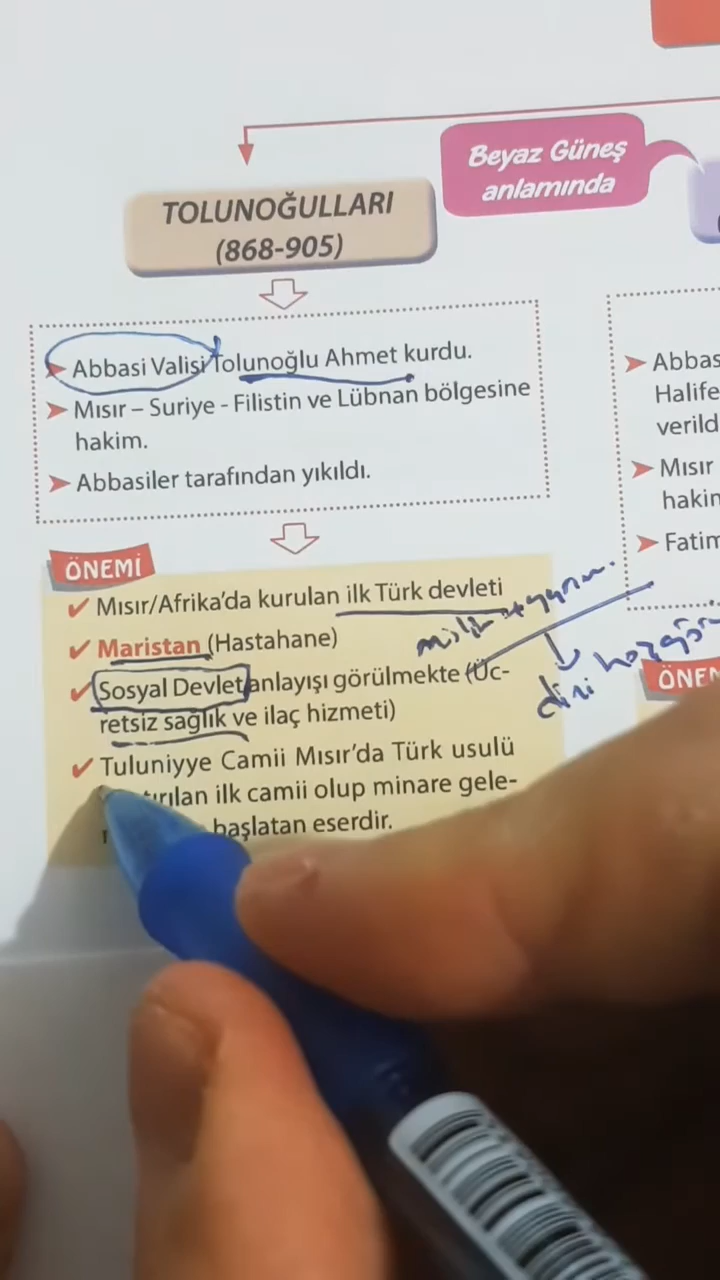 Beyaz Güneş
anlamında
TOLUNOĞULLARI
(868-905)
➤ Abbasi Valisi Tolunoğlu Ahmet kurdu.
➤ Mısır – Suriye - Filistin ve Lübnan bölgesine
hakim.
➤ Abbasiler tarafından yıkıldı.
ÖNEMİ
✔ Mısır/Afrika'da kurulan ilk Türk devleti
✔ Maristan (Hastahane)
✔ Sosyal Devlet anlayışı görülmekte (Üc-
retsiz sağlık ve ilaç hizmeti)
✔ Tuluniyye Camii Mısır'da Türk usulü
ilk camii olup minare gele-
başlatan eserdir.
dini hoşgörü
➤ Abbas
Halife
verild
➤ Mısır
hakim
➤ Fatim
ÖNEM